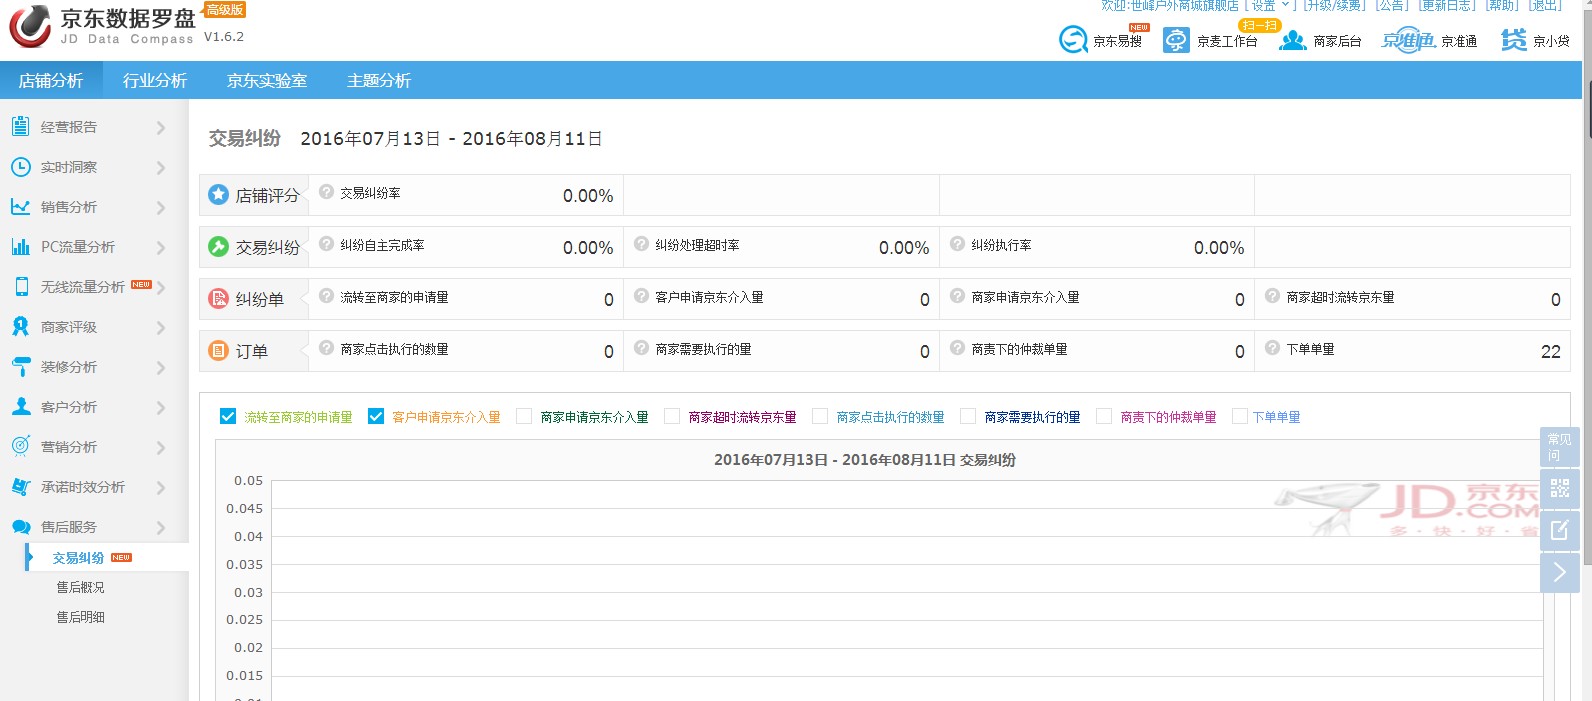 欢迎:世峰户外商城旗舰店 [ 设置 ] [升级/续费] [公告] [更新日志] [帮助] [退出]
京东数据罗盘 高级版
JD Data Compass V1.6.2
京东易搜 NEW 京麦工作台 扫一扫 商家后台 京准通 京准通 贷 京小贷
店铺分析 行业分析 京东实验室 主题分析
经营报告
实时洞察
销售分析
PC流量分析
无线流量分析 NEW
商家评级
装修分析
客户分析
营销分析
承诺时效分析
售后服务
交易纠纷 NEW
售后概况
售后明细
交易纠纷 2016年07月13日 - 2016年08月11日
店铺评分 交易纠纷率 0.00%
交易纠纷 纠纷自主完成率 0.00% 纠纷处理超时率 0.00% 纠纷执行率 0.00%
纠纷单 流转至商家的申请量 0 客户申请京东介入量 0 商家申请京东介入量 0 商家超时流转京东量 0
订单 商家点击执行的数量 0 商家需要执行的量 0 商责下的仲裁单量 0 下单单量 22
流转至商家的申请量 客户申请京东介入量 商家申请京东介入量 商家超时流转京东量 商家点击执行的数量 商家需要执行的量 商责下的仲裁单量 下单单量
2016年07月13日 - 2016年08月11日 交易纠纷
0.05
0.045
0.04
0.035
0.03
0.025
0.02
0.015
0.01
JD 京东
.COM
多·快·好·省
常见
问